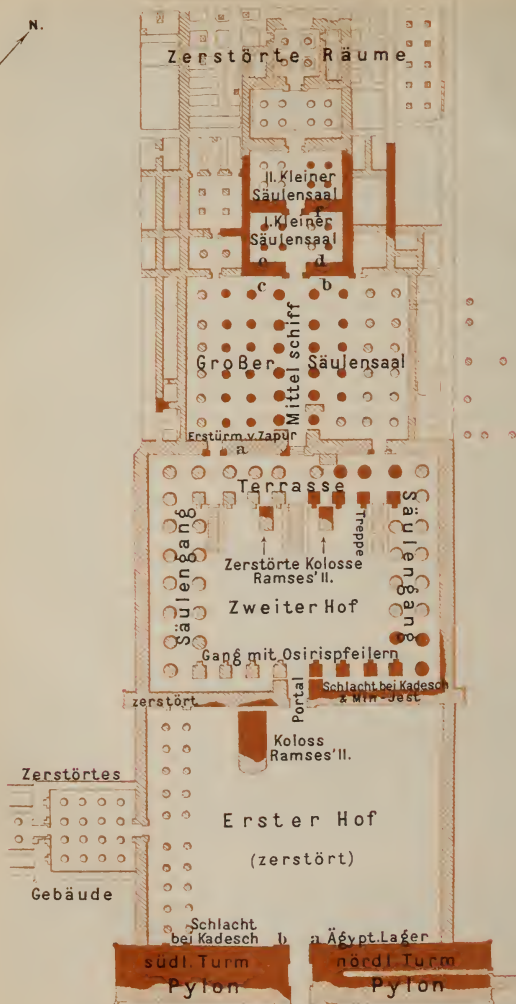 N.
Zerstörte Räume
II. Kleiner
Säulensaal
f
I. Kleiner
Säulensaal
e d
c b
Großer Säulensaal
Mittelschiff
Erstürm. v. Zapur
a
Terrasse
Säulengang
Säulengang
Treppe
Zerstörte Kolosse
Ramses' II.
Zweiter Hof
Gang mit Osirispfeilern
Schlacht bei Kadesch
& Min-Fest
zerstört
Portal
Koloss
Ramses' II.
Zerstörtes
Gebäude
Erster Hof
(zerstört)
Schlacht
bei Kadesch b a Ägypt. Lager
südl. Turm nördl. Turm
Pylon Pylon